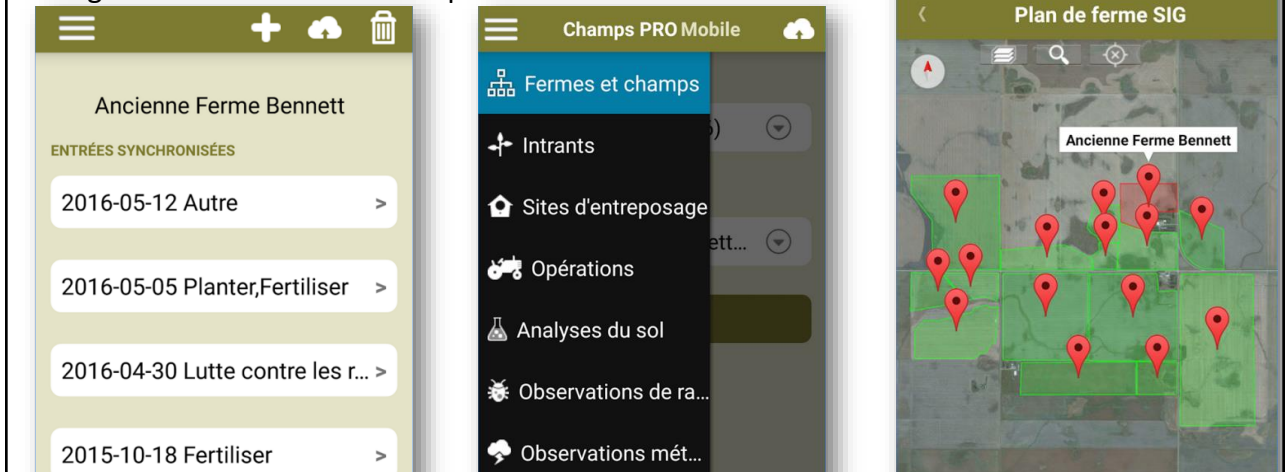 Ancienne Ferme Bennett
ENTRÉES SYNCHRONISÉES
2016-05-12 Autre >
2016-05-05 Planter,Fertiliser >
2016-04-30 Lutte contre les r... >
2015-10-18 Fertiliser >
Champs PRO Mobile
Fermes et champs
Intrants
Sites d'entreposage
ett...
Opérations
Analyses du sol
Observations de ra...
Observations mét...
Plan de ferme SIG
Ancienne Ferme Bennett